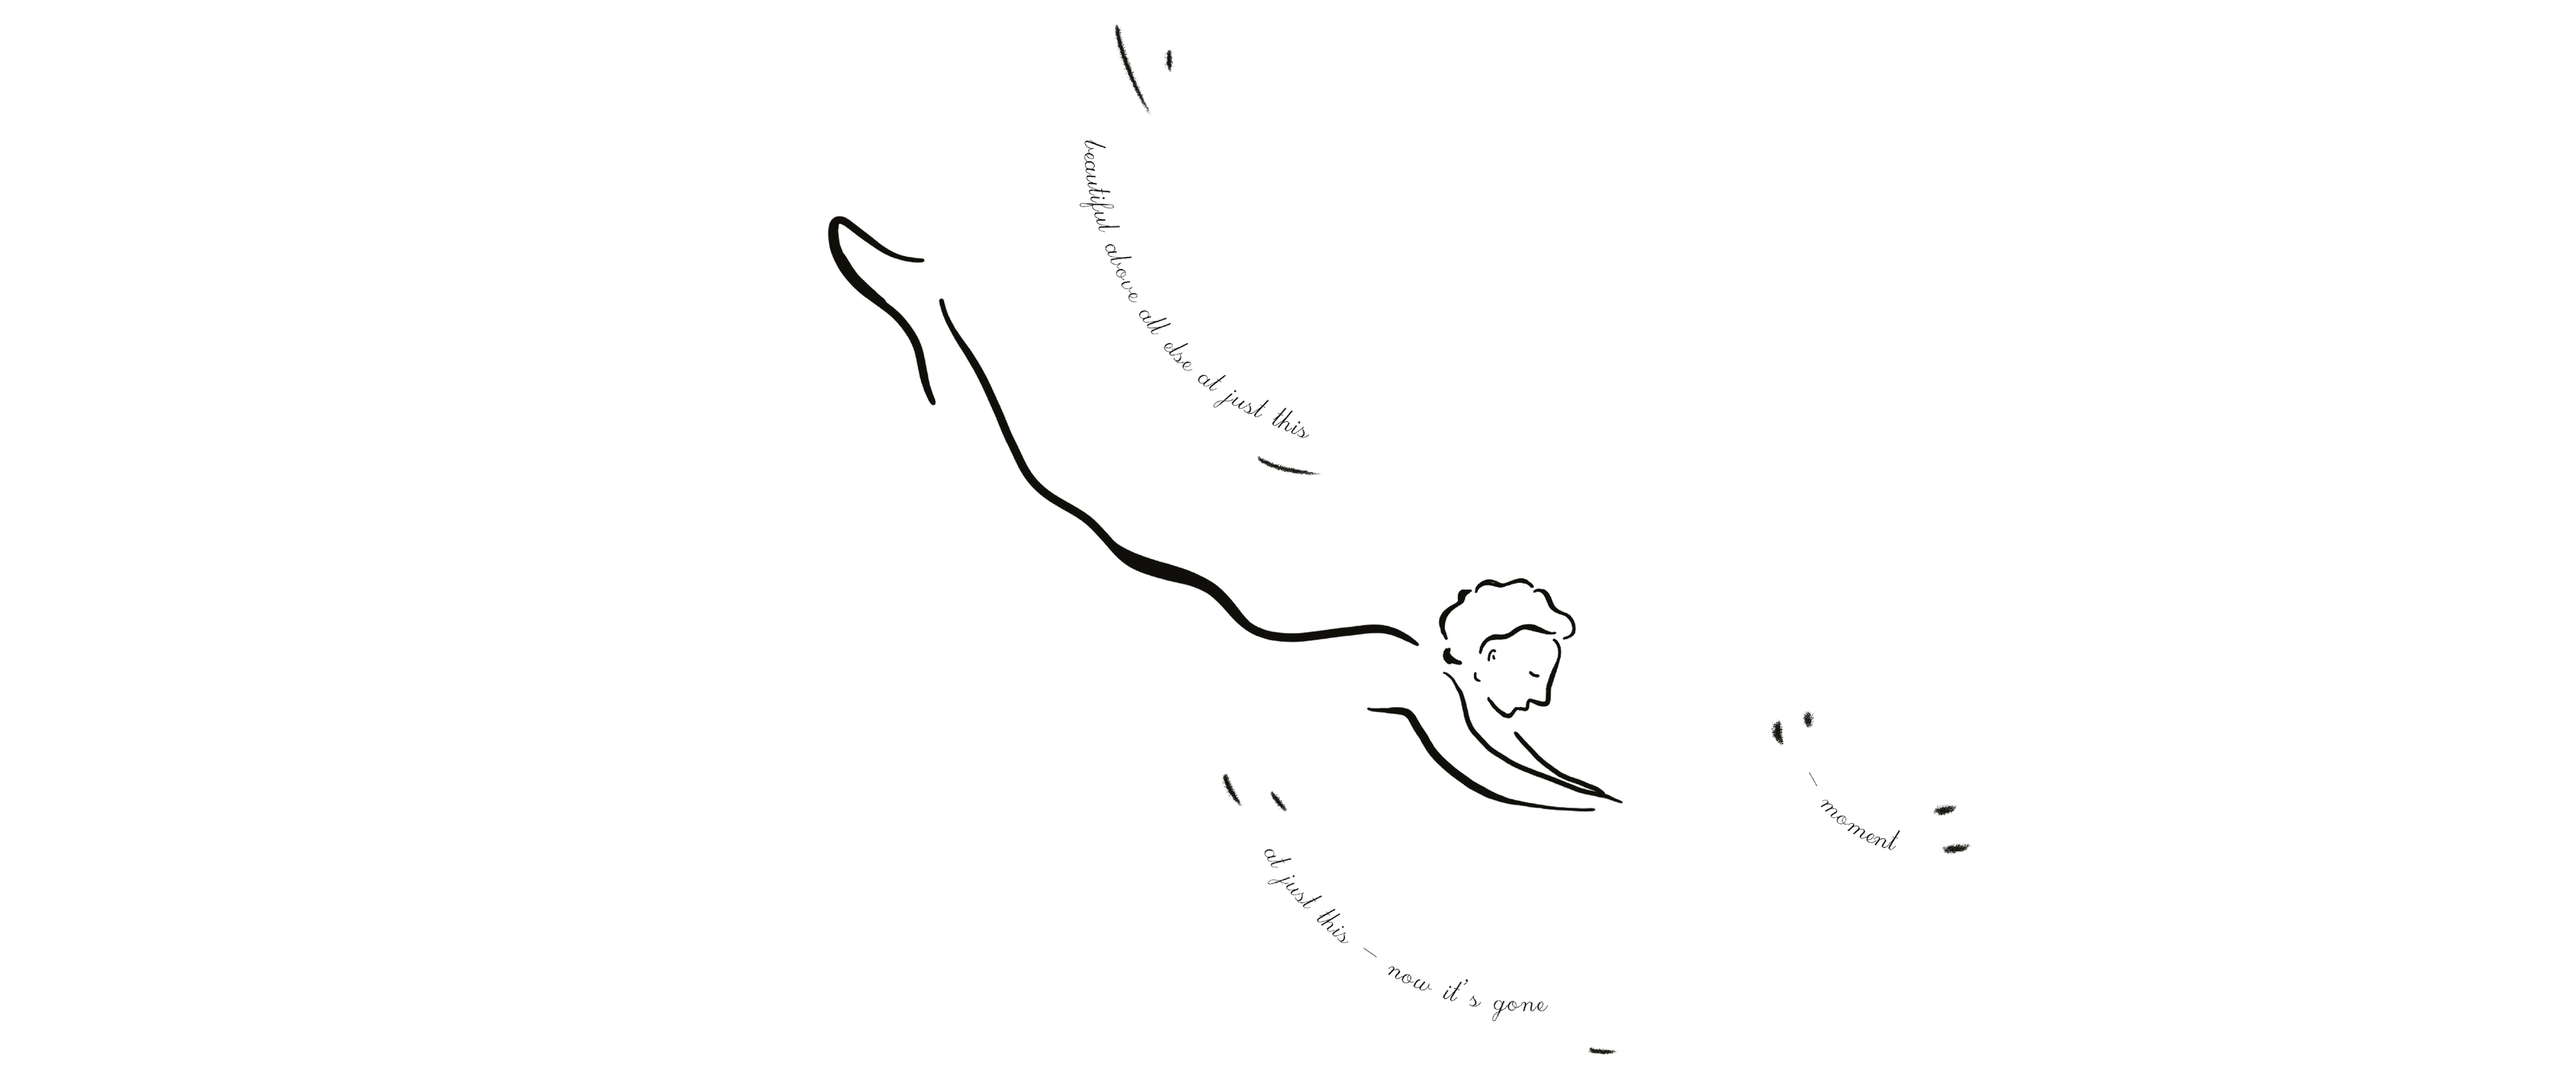 beautiful above all else at just this
— moment
at just this — now it's gone